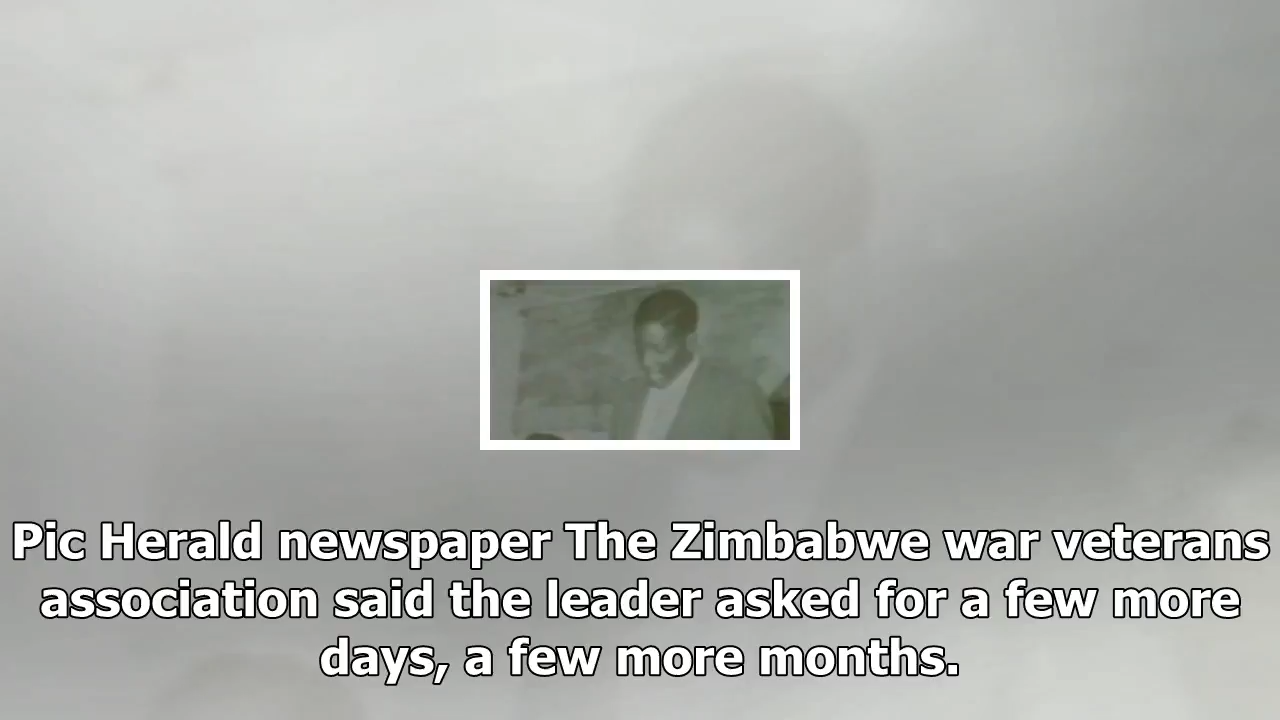 Pic Herald newspaper The Zimbabwe war veterans
association said the leader asked for a few more
days, a few more months.